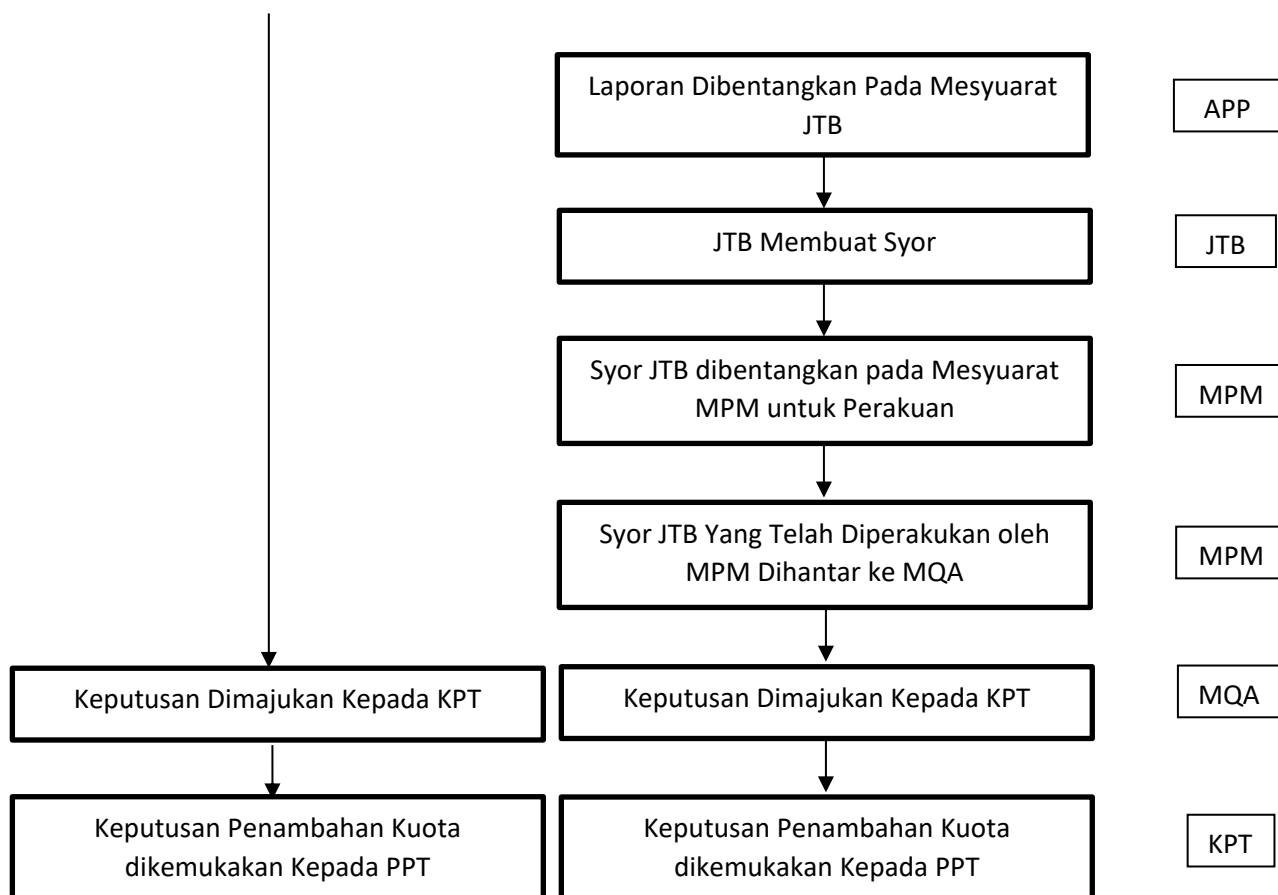 Laporan Dibentangkan Pada Mesyuarat
JTB
APP
JTB Membuat Syor
JTB
Syor JTB dibentangkan pada Mesyuarat
MPM untuk Perakuan
MPM
Syor JTB Yang Telah Diperakukan oleh
MPM Dihantar ke MQA
MPM
Keputusan Dimajukan Kepada KPT
Keputusan Dimajukan Kepada KPT
MQA
Keputusan Penambahan Kuota
dikemukakan Kepada PPT
Keputusan Penambahan Kuota
dikemukakan Kepada PPT
KPT